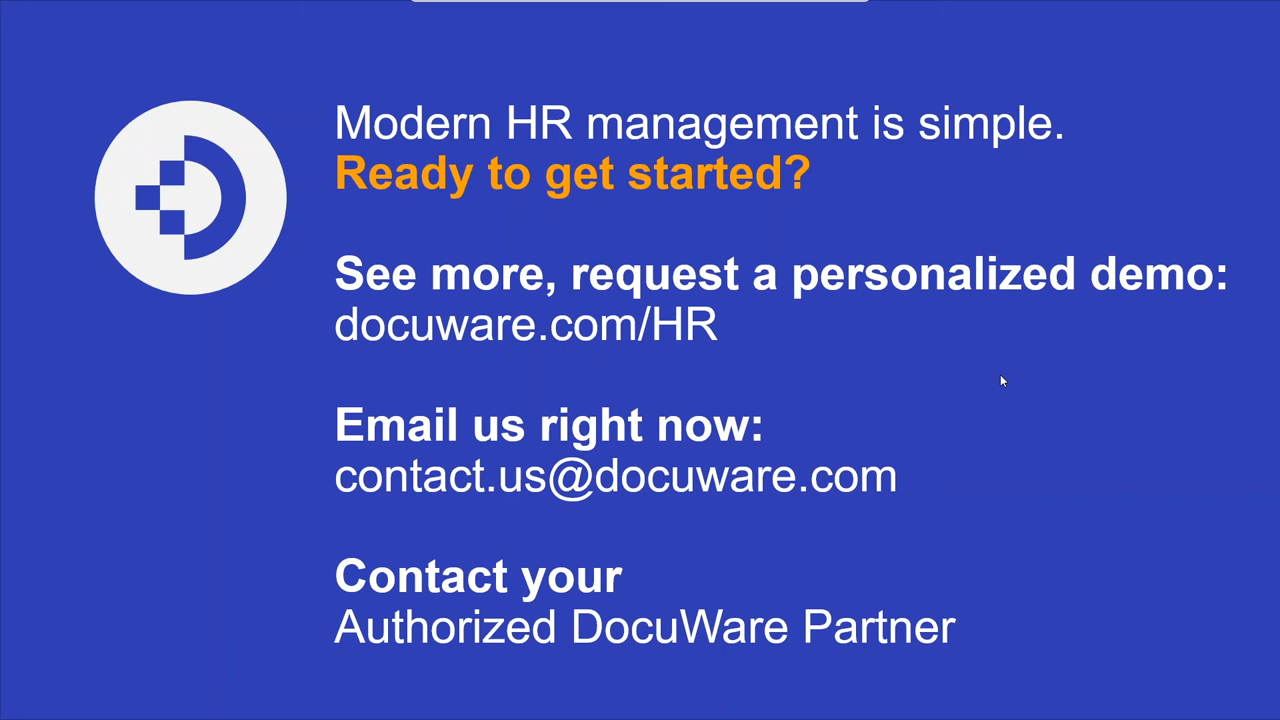 Modern HR management is simple.
Ready to get started?
See more, request a personalized demo:
docuware.com/HR
Email us right now:
contact.us@docuware.com
Contact your
Authorized DocuWare Partner